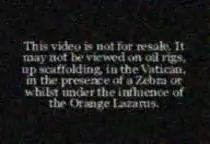 This video is not for resale. It
may not be viewed on oil rigs,
up scaffolding, in the Vatican,
in the presence of a Zebra or
whilst under the influence of
the Orange Lazarus.